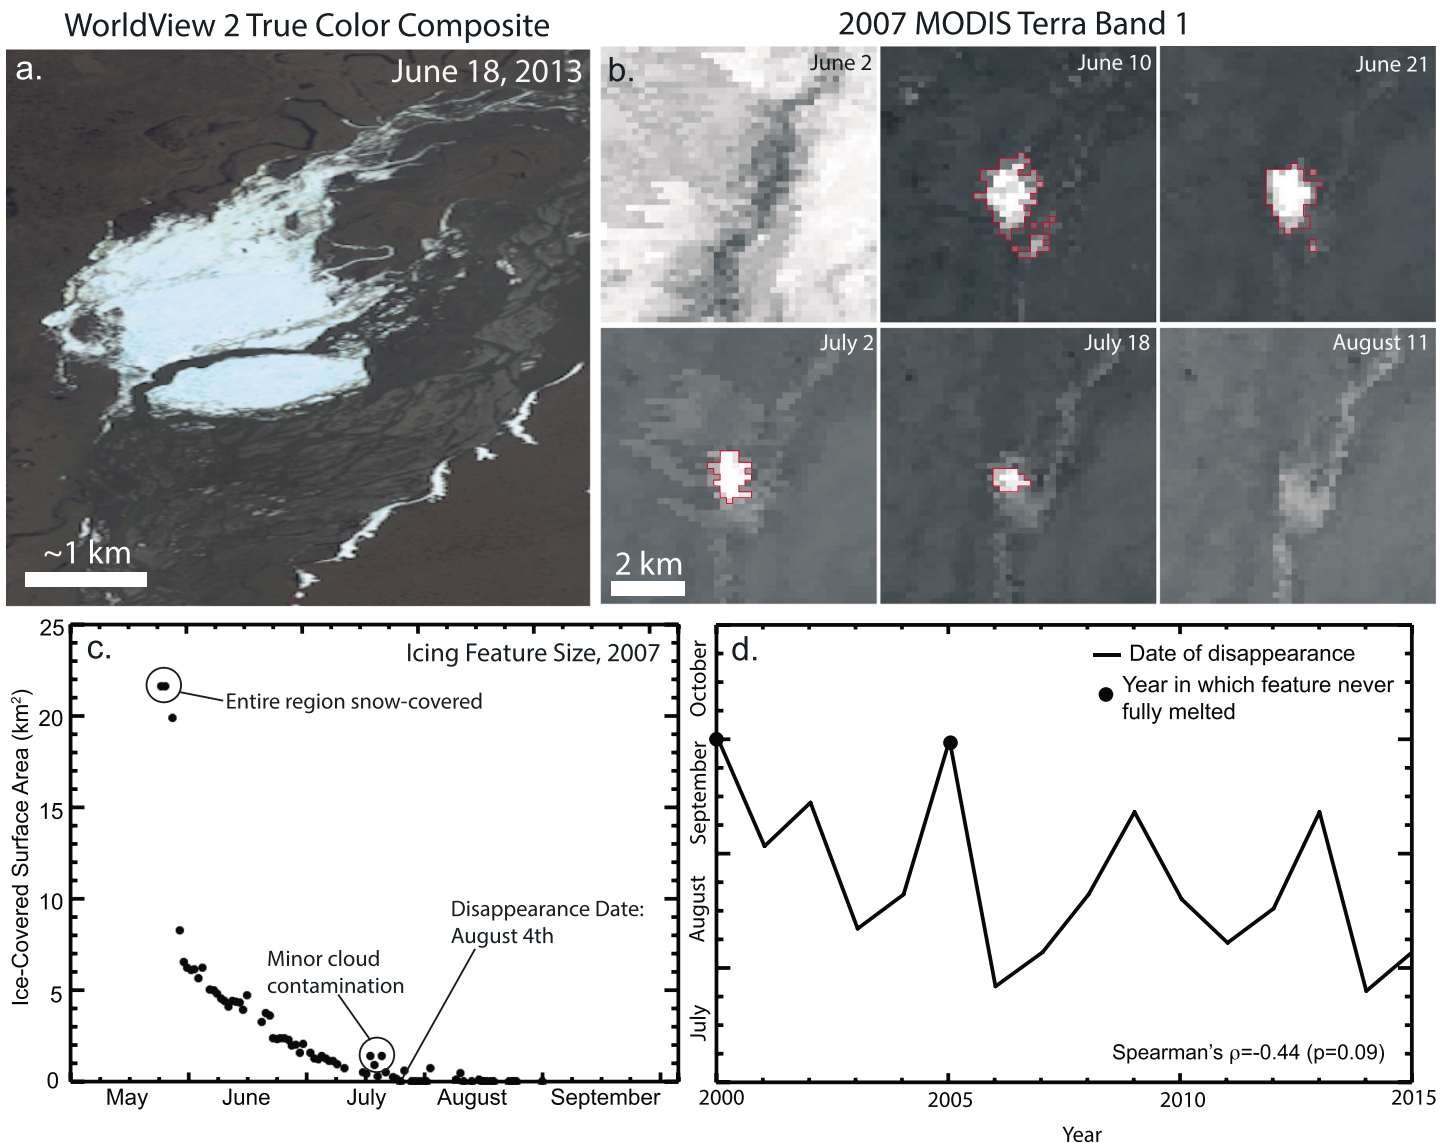 WorldView 2 True Color Composite
2007 MODIS Terra Band 1
a.
June 18, 2013
~1 km
b.
June 2
June 10
June 21
July 2
July 18
August 11
2 km
c.
Icing Feature Size, 2007
Entire region snow-covered
Disappearance Date:
August 4th
Minor cloud
contamination
Ice-Covered Surface Area (km²)
25
20
15
10
5
0
May
June
July
August
September
d.
Date of disappearance
Year in which feature never
fully melted
October
September
August
July
Spearman's ρ=-0.44 (p=0.09)
2000
2005
2010
2015
Year